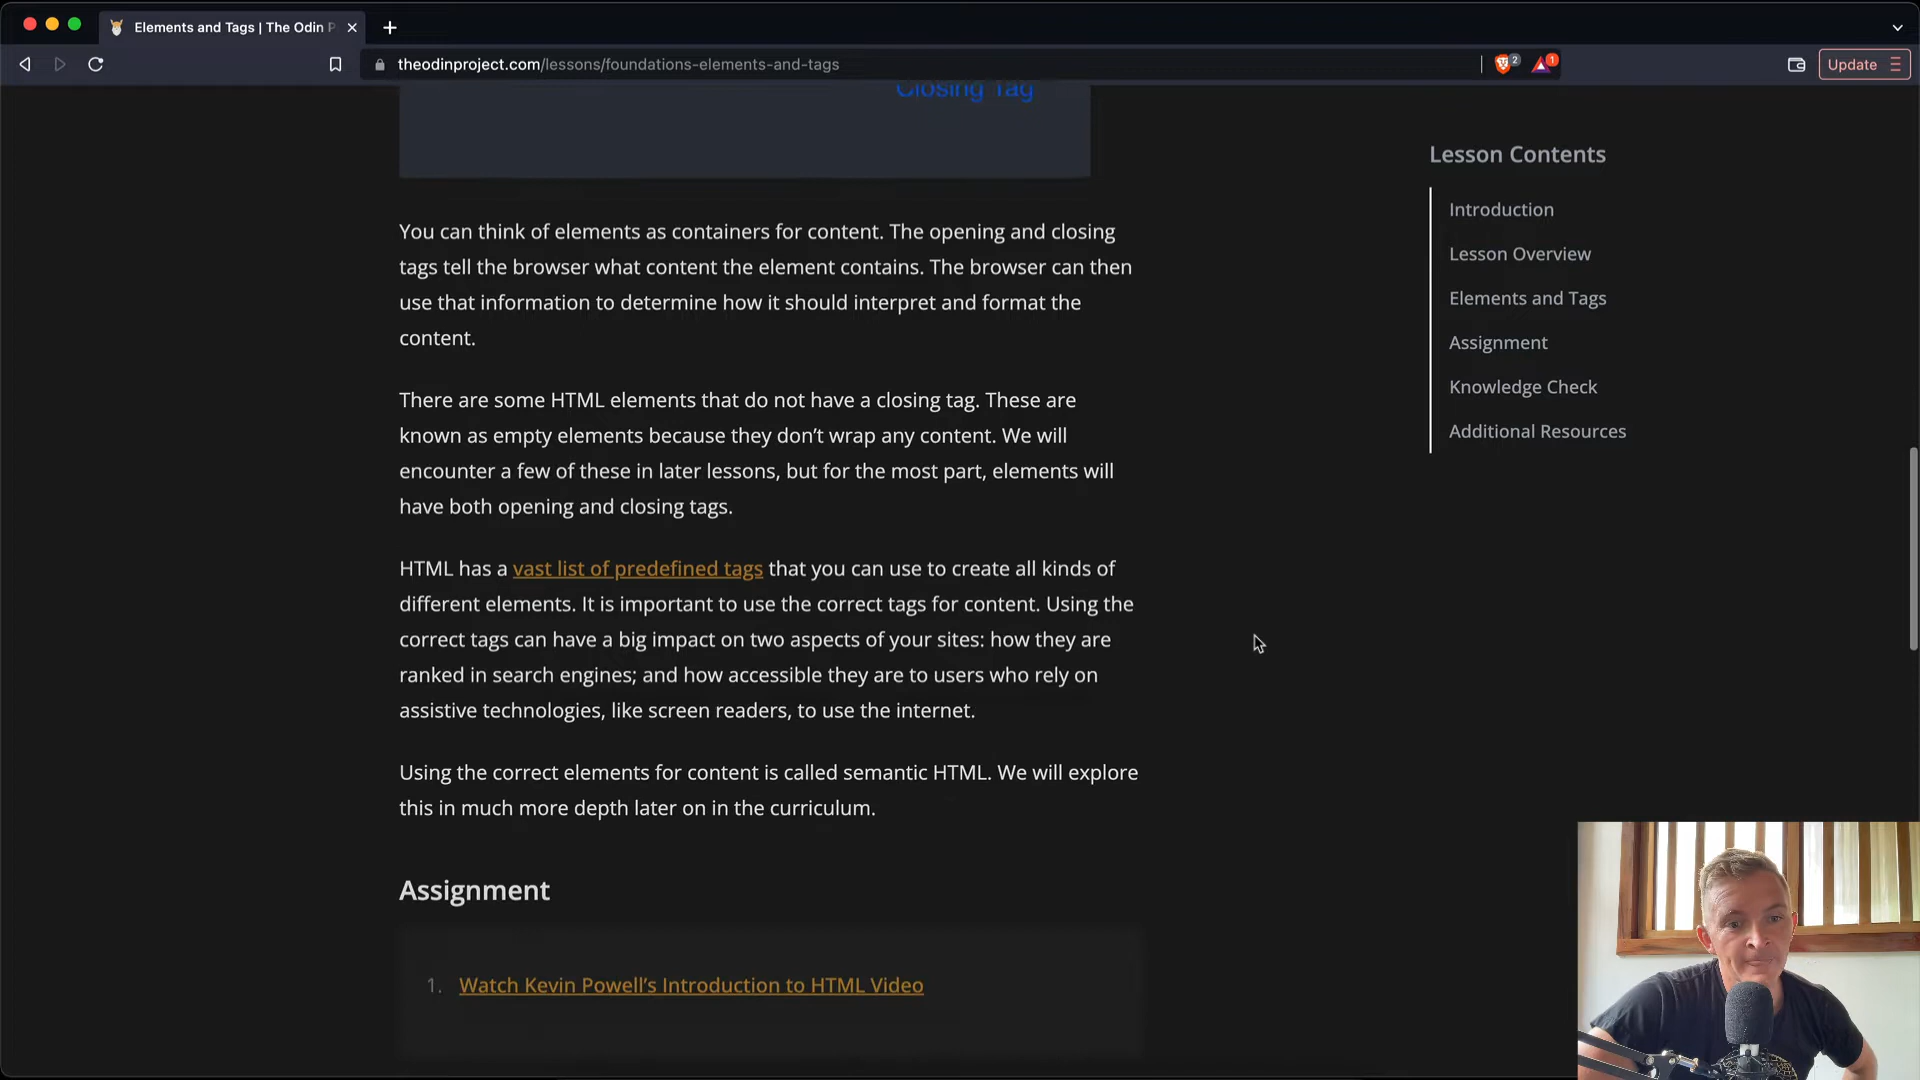 Elements and Tags | The Odin P
theodinproject.com/lessons/foundations-elements-and-tags
2
1
Update
Closing Tag
You can think of elements as containers for content. The opening and closing
tags tell the browser what content the element contains. The browser can then
use that information to determine how it should interpret and format the
content.
There are some HTML elements that do not have a closing tag. These are
known as empty elements because they don’t wrap any content. We will
encounter a few of these in later lessons, but for the most part, elements will
have both opening and closing tags.
HTML has a vast list of predefined tags that you can use to create all kinds of
different elements. It is important to use the correct tags for content. Using the
correct tags can have a big impact on two aspects of your sites: how they are
ranked in search engines; and how accessible they are to users who rely on
assistive technologies, like screen readers, to use the internet.
Using the correct elements for content is called semantic HTML. We will explore
this in much more depth later on in the curriculum.
Assignment
1. Watch Kevin Powell’s Introduction to HTML Video
Lesson Contents
Introduction
Lesson Overview
Elements and Tags
Assignment
Knowledge Check
Additional Resources